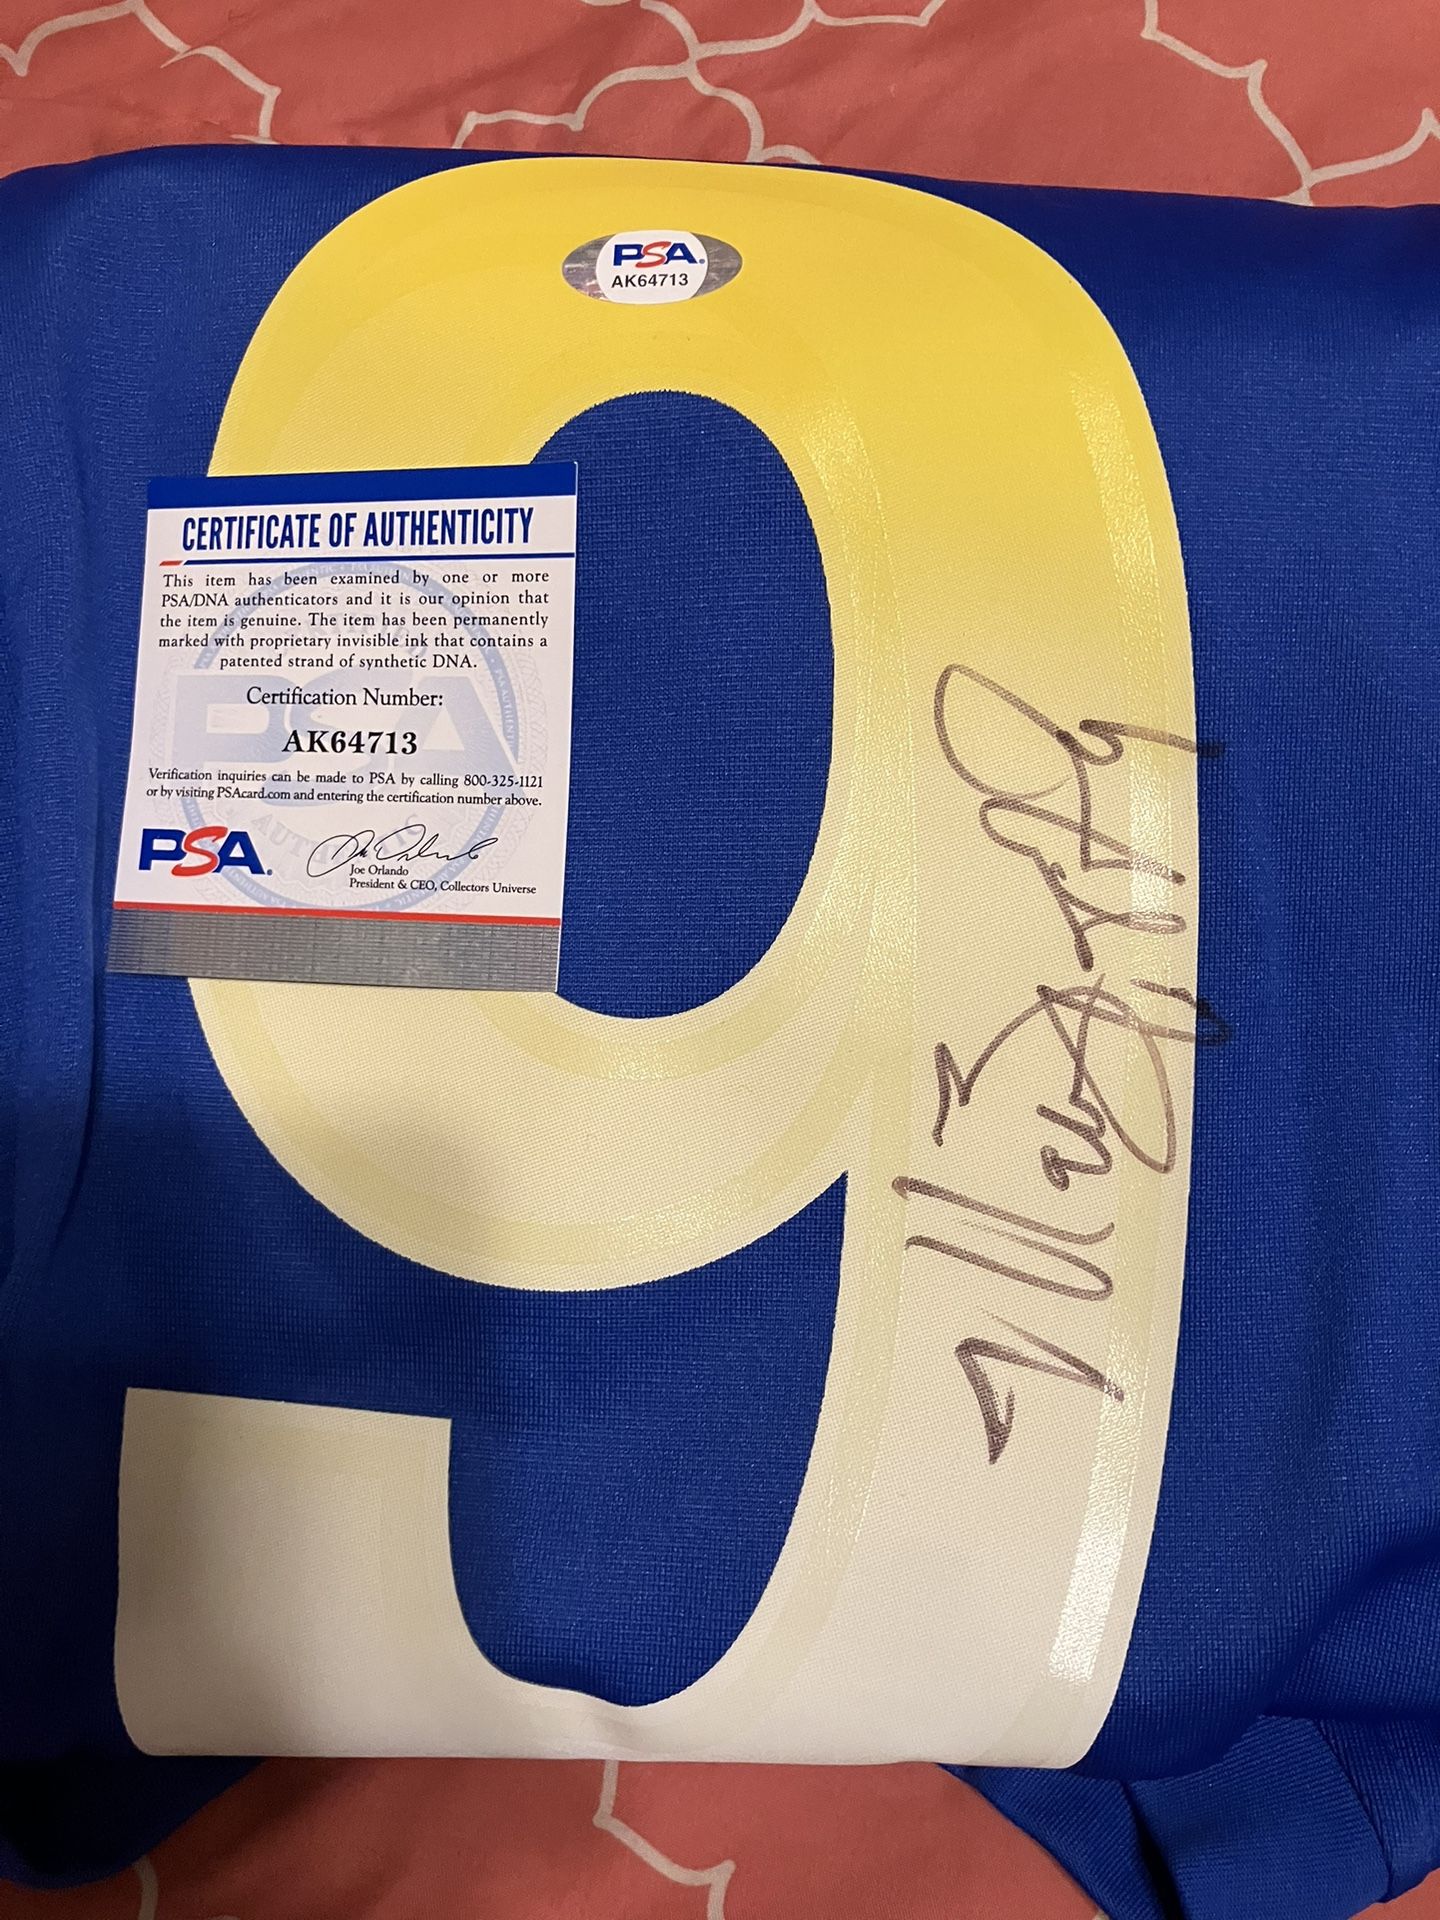 PSA
AK64713
9
CERTIFICATE OF AUTHENTICITY
This item has been examined by one or more
PSA/DNA authenticators and it is our opinion that
the item is genuine. The item has been permanently
marked with proprietary invisible ink that contains a
patented strand of synthetic DNA.
Certification Number:
AK64713
Verification inquiries can be made to PSA by calling 800-325-1121
or by visiting PSAcard.com and entering the certification number above.
PSA
Joe Orlando
President & CEO, Collectors Universe